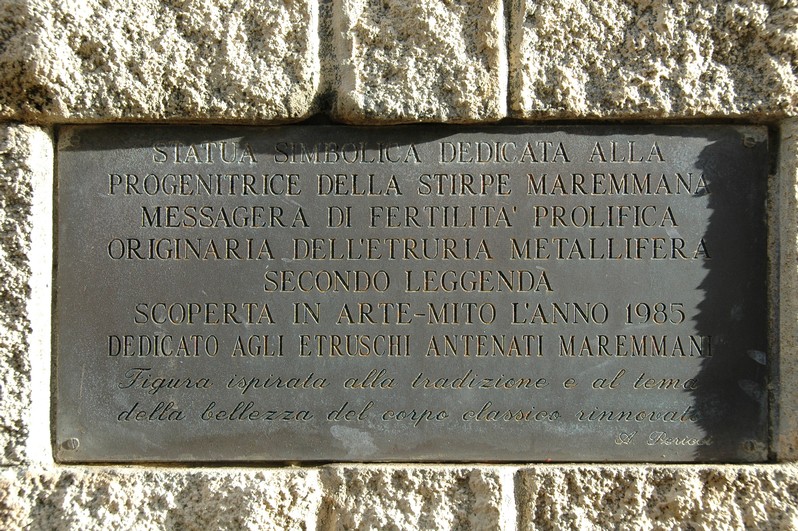 STATUA SIMBOLICA DEDICATA ALLA
PROGENITRICE DELLA STIRPE MAREMMANA
MESSAGERA DI FERTILITA' PROLIFICA
ORIGINARIA DELL'ETRURIA METALLIFERA
SECONDO LEGGENDA
SCOPERTA IN ARTE-MITO L'ANNO 1985
DEDICATO AGLI ETRUSCHI ANTENATI MAREMMANI
Figura ispirata alla tradizione e al tema
della bellezza del corpo classico rinnovato
A